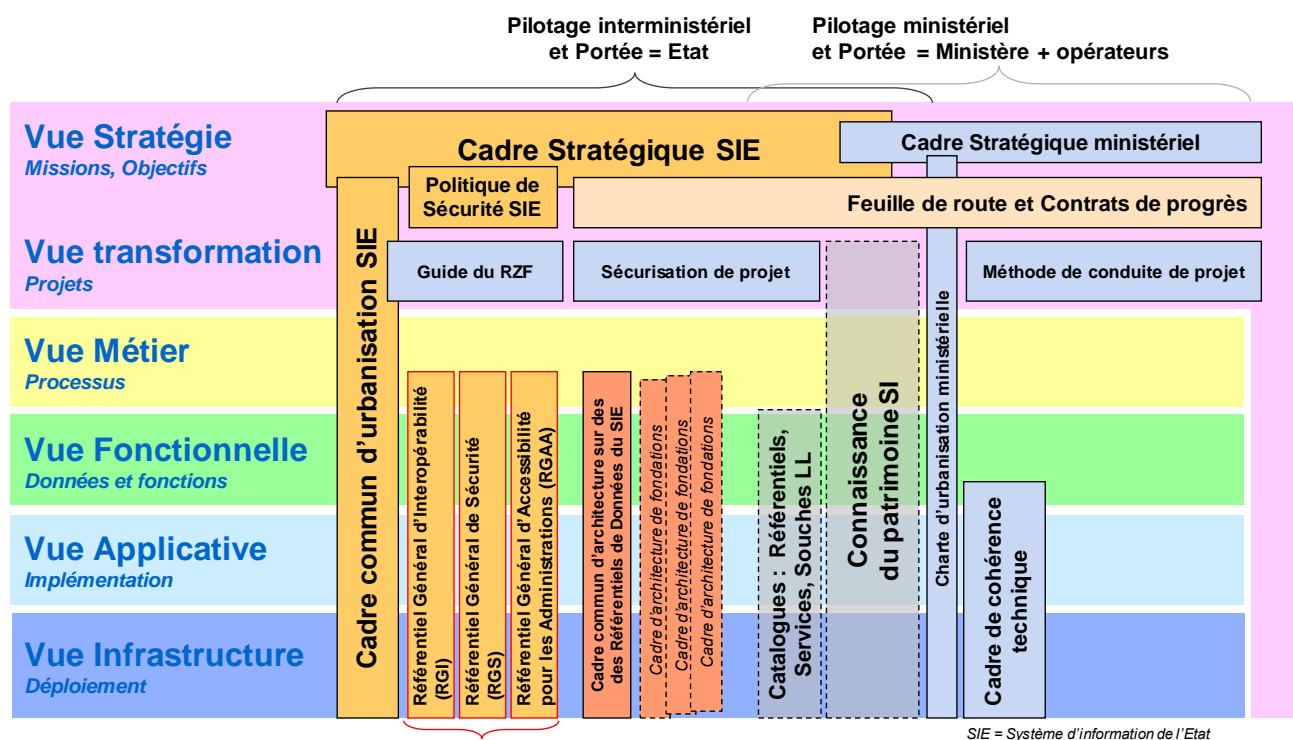 Pilotage interministériel
et Portée = Etat
Pilotage ministériel
et Portée = Ministère + opérateurs
Vue Stratégie
Missions, Objectifs
Cadre Stratégique SIE
Cadre Stratégique ministériel
Politique de
Sécurité SIE
Feuille de route et Contrats de progrès
Vue transformation
Projets
Guide du RZF
Sécurisation de projet
Méthode de conduite de projet
Vue Métier
Processus
Vue Fonctionnelle
Données et fonctions
Vue Applicative
Implémentation
Vue Infrastructure
Déploiement
Cadre commun d'urbanisation SIE
Référentiel Général d'Interopérabilité
(RGI)
Référentiel Général de Sécurité
(RGS)
Référentiel Général d'Accessibilité
pour les Administrations (RGAA)
Cadre commun d'architecture sur des
des Référentiels de Données du SIE
Cadre d'architecture de fondations
Cadre d'architecture de fondations
Cadre d'architecture de fondations
Catalogues : Référentiels,
Services, Souches LL
Connaissance
du patrimoine SI
Charte d'urbanisation ministérielle
Cadre de cohérence
technique
SIE = Système d'information de l'Etat